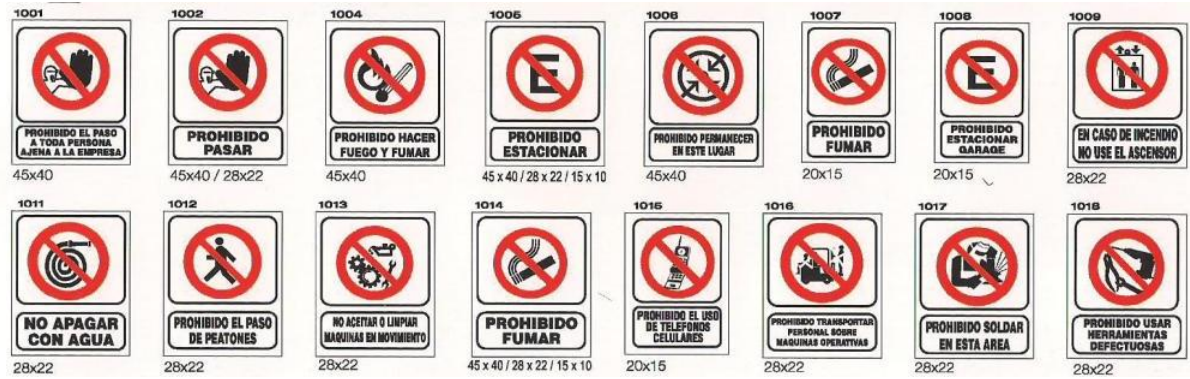 1001
PROHIBIDO EL PASO
A TODA PERSONA
AJENA A LA EMPRESA
45x40
1002
PROHIBIDO
PASAR
45x40 / 28x22
1004
PROHIBIDO HACER
FUEGO Y FUMAR
45x40
1005
E
PROHIBIDO
ESTACIONAR
45 x 40 / 28 x 22 / 15 x 10
1006
PROHIBIDO PERMANECER
EN ESTE LUGAR
45x40
1007
PROHIBIDO
FUMAR
20x15
1008
E
PROHIBIDO
ESTACIONAR
GARAGE
20x15
1009
EN CASO DE INCENDIO
NO USE EL ASCENSOR
28x22
1011
NO APAGAR
CON AGUA
28x22
1012
PROHIBIDO EL PASO
DE PEATONES
28x22
1013
NO ACEITAR O LIMPIAR
MAQUINAS EN MOVIMIENTO
28x22
1014
PROHIBIDO
FUMAR
45 x 40 / 28 x 22 / 15 x 10
1015
PROHIBIDO EL USO
DE TELEFONOS
CELULARES
20x15
1016
PROHIBIDO TRANSPORTAR
PERSONAL SOBRE
MAQUINAS OPERATIVAS
28x22
1017
PROHIBIDO SOLDAR
EN ESTA AREA
28x22
1018
PROHIBIDO USAR
HERRAMIENTAS
DEFECTUOSAS
28x22